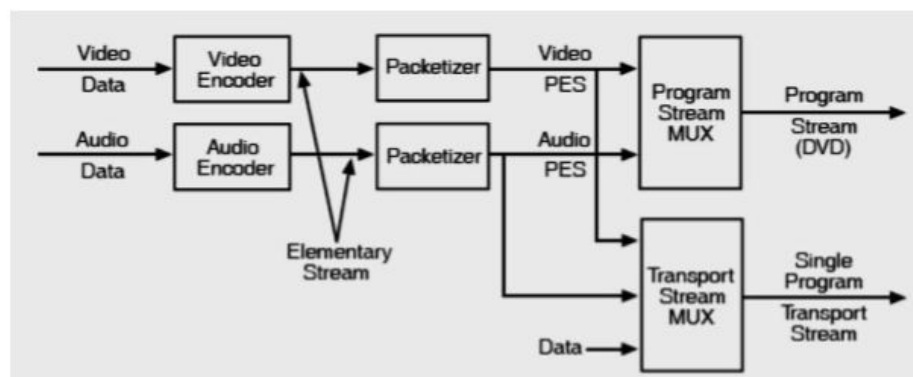 Video
Data
Video
Encoder
Packetizer
Video
PES
Program
Stream
MUX
Program
Stream
(DVD)
Audio
Data
Audio
Encoder
Packetizer
Audio
PES
Elementary
Stream
Transport
Stream
MUX
Single
Program
Transport
Stream
Data